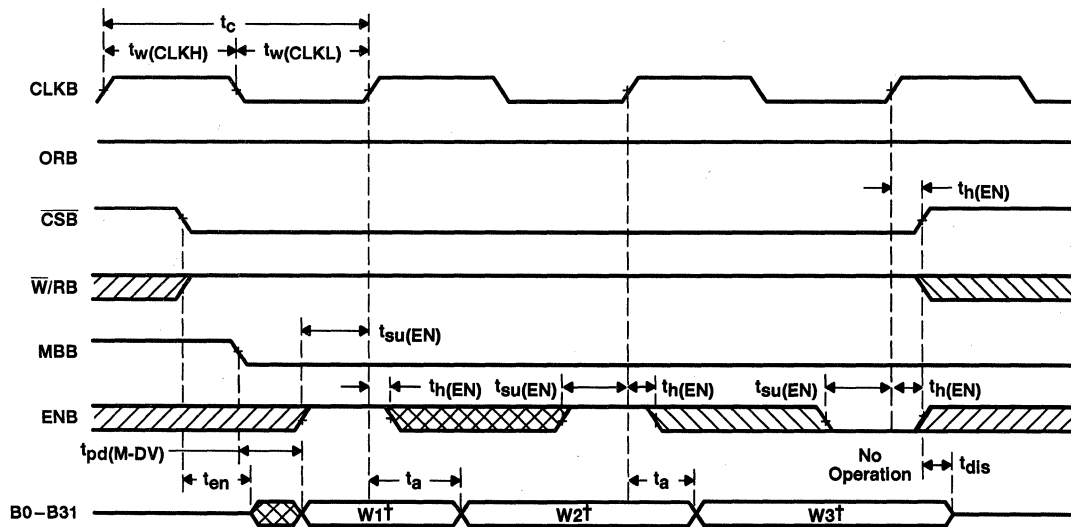 tc
tw(CLKH) tw(CLKL)
CLKB
ORB
th(EN)
CSB
W/RB
tsu(EN)
MBB
th(EN) tsu(EN) th(EN) tsu(EN) th(EN)
ENB
tpd(M-DV)
No
Operation
ten ta ta tdis
B0–B31 W1† W2† W3†